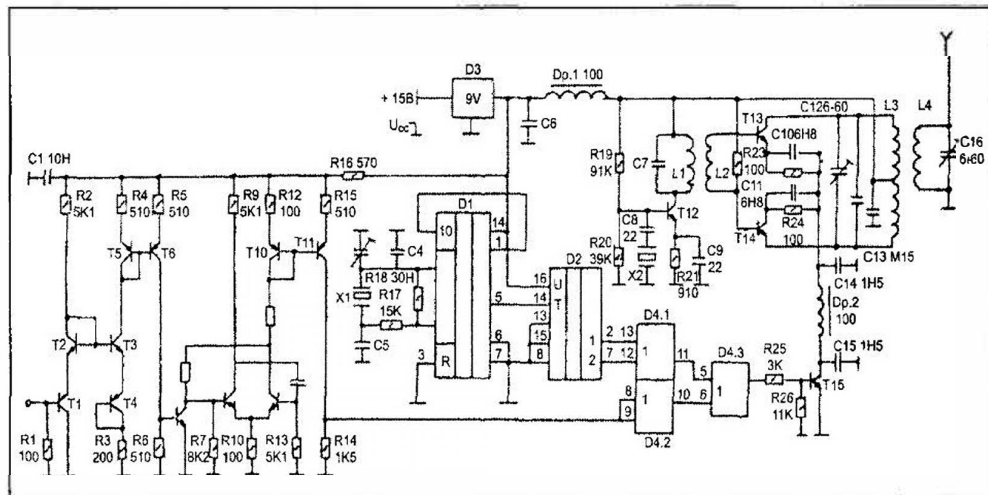 Др.1 100
D3
9V
+ 15В
Uсс
C6
C1 10H
R16 570
R2
5K1
R4
510
R5
510
R9
5K1
R12
100
R15
510
T5
T6
T10
T11
T2
T3
T1
T4
R1
100
R3
200
R6
510
R7
8K2
R10
100
R13
5K1
R14
1K5
X1
C4
R18 30H
R17
15K
C5
D1
10
14
1
5
6
7
3
R
D2
16
U
14
T
13
15
8
1
2
2
7
13
12
D4.1
1
11
8
9
1
10
D4.2
D4.3
5
6
1
R19
91K
R20
39K
C7
L1
L2
T12
C8
22
X2
R21
910
C9
22
T13
C106H8
R23
100
C11
6H8
R24
100
T14
C126-60
L3
L4
Y
C16
6н60
C13 M15
C14 1H5
Др.2
100
C15 1H5
R25
3K
R26
11K
T15